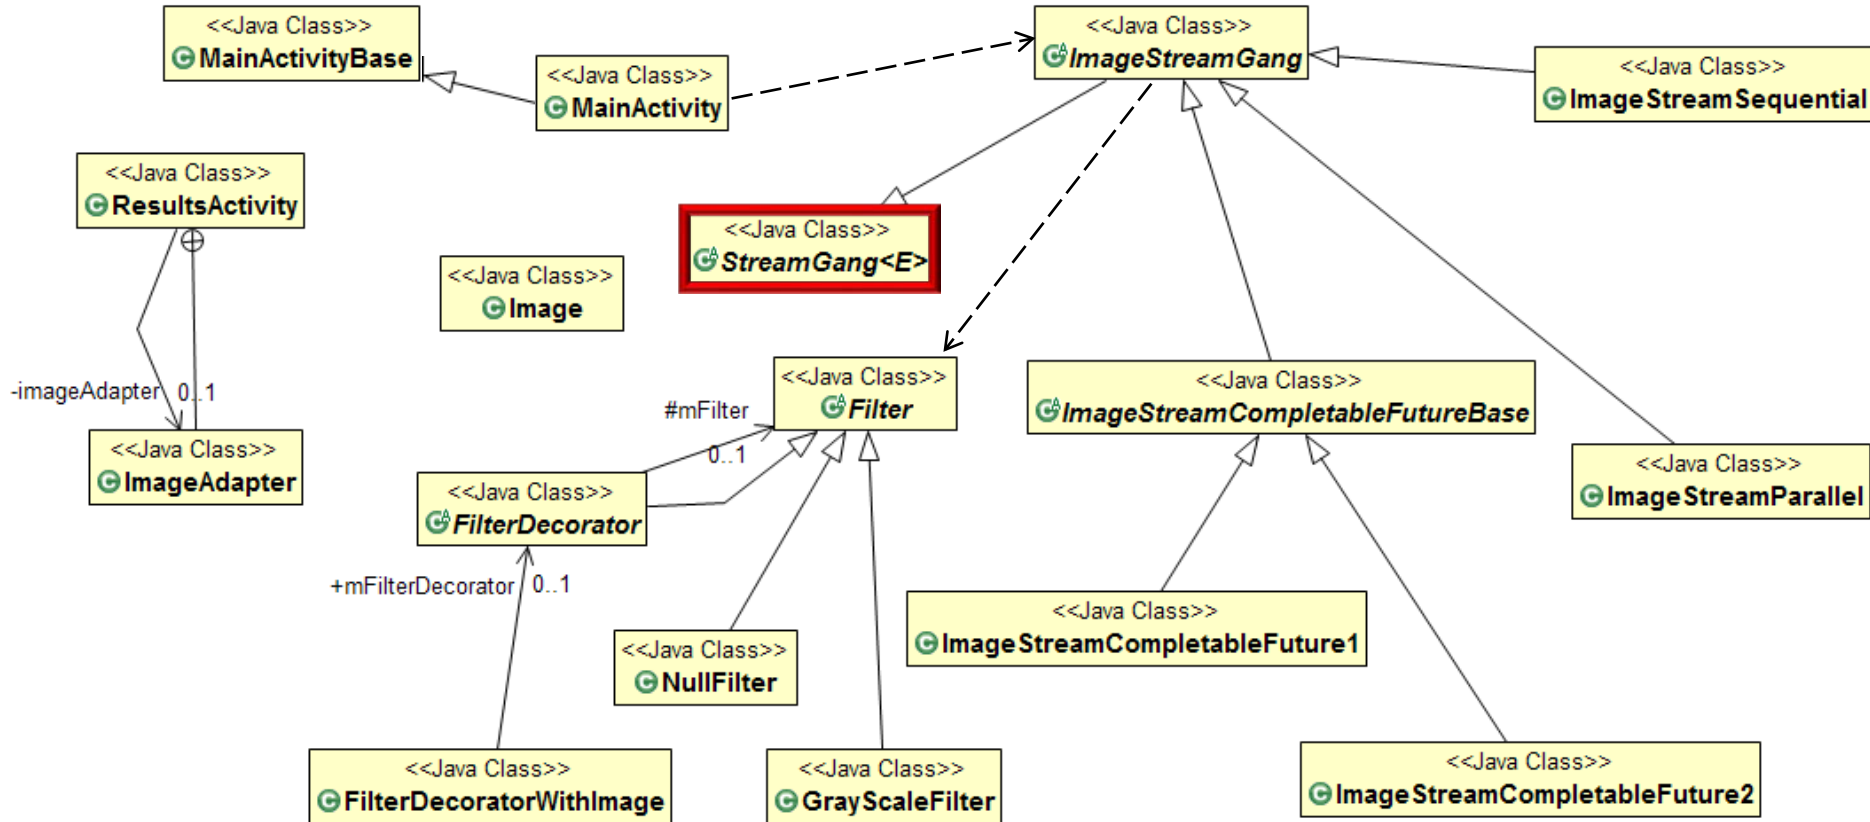 <<Java Class>>
MainActivityBase
<<Java Class>>
MainActivity
<<Java Class>>
ImageStreamGang
<<Java Class>>
ImageStreamSequential
<<Java Class>>
ResultsActivity
<<Java Class>>
StreamGang<E>
<<Java Class>>
Image
-imageAdapter 0..1
<<Java Class>>
ImageAdapter
<<Java Class>>
Filter
#mFilter
0..1
<<Java Class>>
ImageStreamCompletableFutureBase
<<Java Class>>
ImageStreamParallel
<<Java Class>>
FilterDecorator
+mFilterDecorator 0..1
<<Java Class>>
NullFilter
<<Java Class>>
ImageStreamCompletableFuture1
<<Java Class>>
FilterDecoratorWithImage
<<Java Class>>
GrayScaleFilter
<<Java Class>>
ImageStreamCompletableFuture2